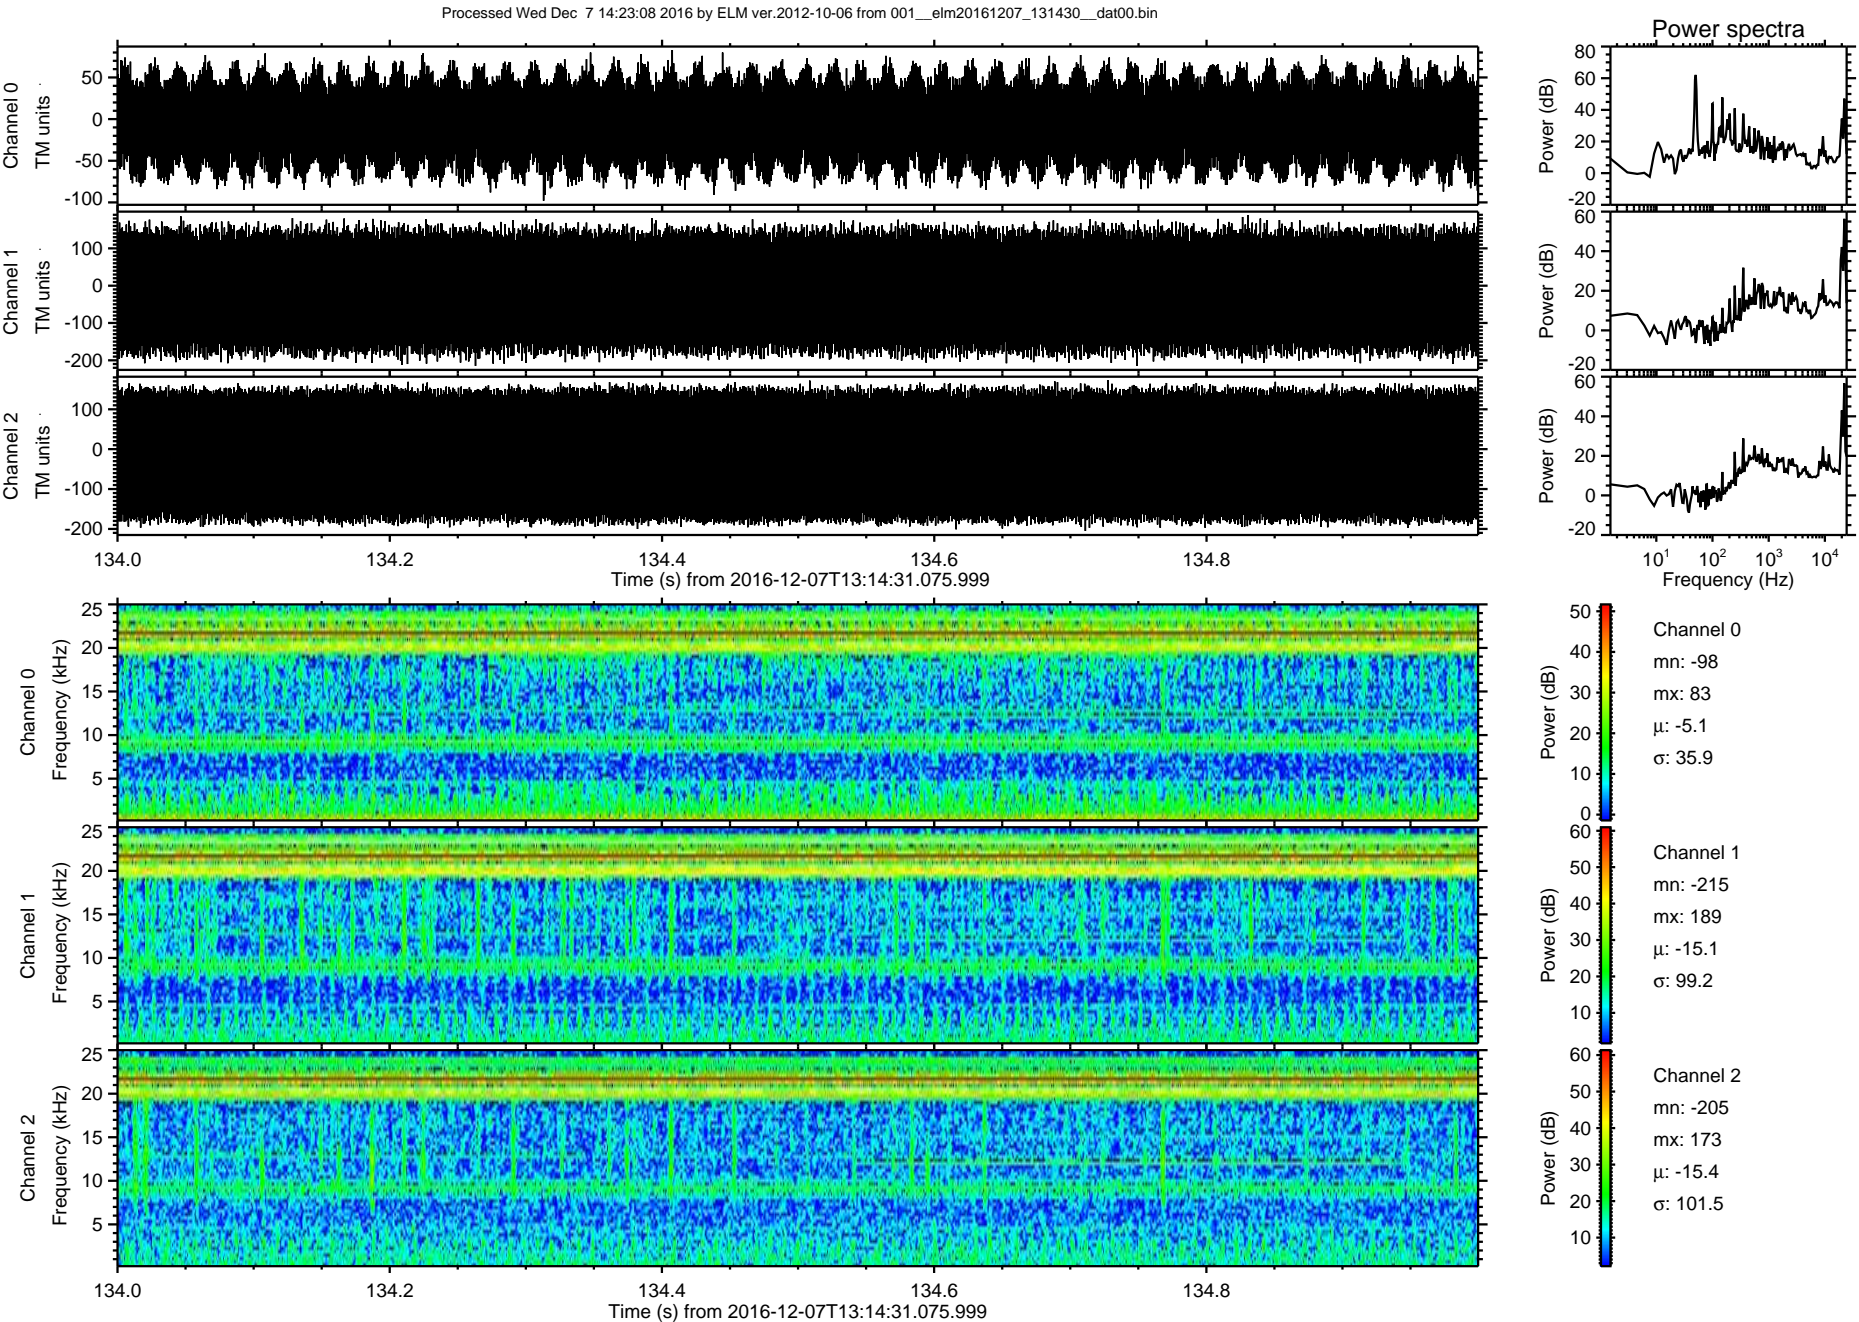 Processed Wed Dec  7 14:23:08 2016 by ELM ver.2012-10-06 from 001__elm20161207_131430__dat00.bin
Power spectra
Channel 0
TM units
50
0
-50
-100
Power (dB)
80
60
40
20
0
-20
Channel 1
TM units
100
0
-100
-200
Power (dB)
60
40
20
0
-20
Channel 2
TM units
100
0
-100
-200
Power (dB)
60
40
20
0
-20
134.0 134.2 134.4 134.6 134.8
Time (s) from 2016-12-07T13:14:31.075.999
10^1 10^2 10^3 10^4
Frequency (Hz)
Channel 0
Frequency (kHz)
25
20
15
10
5
Power (dB)
50
40
30
20
10
0
Channel 0
mn: -98
mx: 83
μ: -5.1
σ: 35.9
Channel 1
Frequency (kHz)
25
20
15
10
5
Power (dB)
60
50
40
30
20
10
Channel 1
mn: -215
mx: 189
μ: -15.1
σ: 99.2
Channel 2
Frequency (kHz)
25
20
15
10
5
Power (dB)
60
50
40
30
20
10
Channel 2
mn: -205
mx: 173
μ: -15.4
σ: 101.5
134.0 134.2 134.4 134.6 134.8
Time (s) from 2016-12-07T13:14:31.075.999